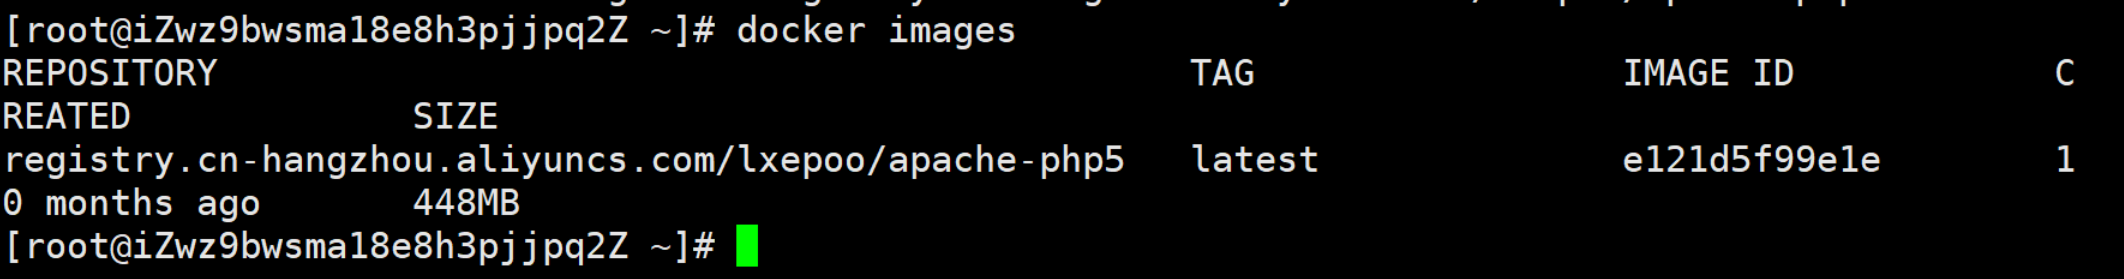 [root@iZwz9bwsma18e8h3pjjpq2Z ~]# docker images
REPOSITORY TAG IMAGE ID C
REATED SIZE
registry.cn-hangzhou.aliyuncs.com/lxepoo/apache-php5 latest e121d5f99e1e 1
0 months ago 448MB
[root@iZwz9bwsma18e8h3pjjpq2Z ~]#